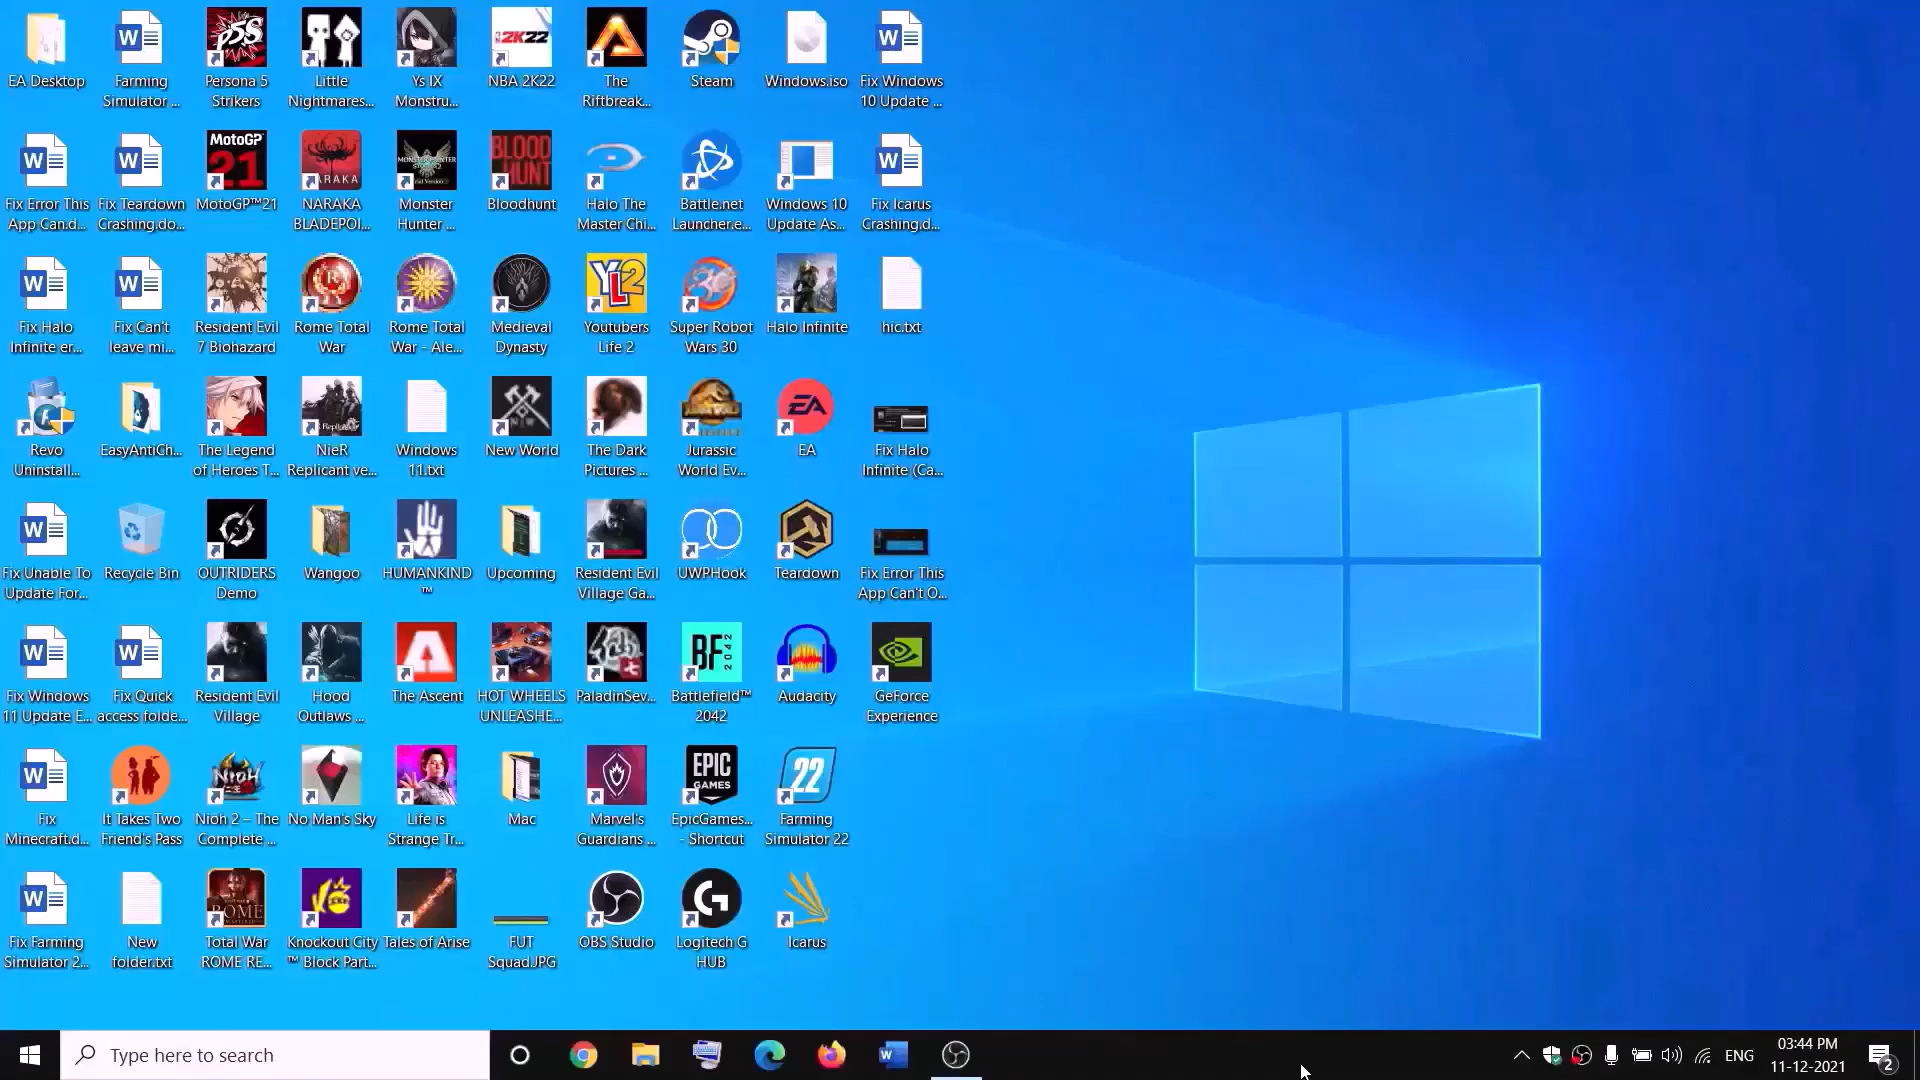 EA Desktop
Farming
Simulator ...
Persona 5
Strikers
Little
Nightmares...
Ys IX
Monstru...
NBA 2K22
The
Riftbreak...
Steam
Windows.iso
Fix Windows
10 Update ...
Fix Error This
App Can.d...
Fix Teardown
Crashing.do...
MotoGP™21
NARAKA
BLADEPOI...
Monster
Hunter ...
Bloodhunt
Halo The
Master Chi...
Battle.net
Launcher.e...
Windows 10
Update As...
Fix Icarus
Crashing.d...
Fix Halo
Infinite er...
Fix Can't
leave mi...
Resident Evil
7 Biohazard
Rome Total
War
Rome Total
War - Ale...
Medieval
Dynasty
Youtubers
Life 2
Super Robot
Wars 30
Halo Infinite
hic.txt
Revo
Uninstall...
EasyAntiCh...
The Legend
of Heroes T...
NieR
Replicant ve...
Windows
11.txt
New World
The Dark
Pictures ...
Jurassic
World Ev...
EA
Fix Halo
Infinite (Ca...
Fix Unable To
Update For...
Recycle Bin
OUTRIDERS
Demo
Wangoo
HUMANKIND
™
Upcoming
Resident Evil
Village Ga...
UWPHook
Teardown
Fix Error This
App Can't O...
Fix Windows
11 Update E...
Fix Quick
access folde...
Resident Evil
Village
Hood
Outlaws ...
The Ascent
HOT WHEELS
UNLEASHE...
PaladinSev...
Battlefield™
2042
Audacity
GeForce
Experience
Fix
Minecraft.d...
It Takes Two
Friend's Pass
Nioh 2 – The
Complete ...
No Man's Sky
Life is
Strange Tr...
Mac
Marvel's
Guardians ...
EpicGames...
- Shortcut
Farming
Simulator 22
Fix Farming
Simulator 2...
New
folder.txt
Total War
ROME RE...
Knockout City
™ Block Part...
Tales of Arise
FUT
Squad.JPG
OBS Studio
Logitech G
HUB
Icarus
Type here to search
ENG
03:44 PM
11-12-2021
2